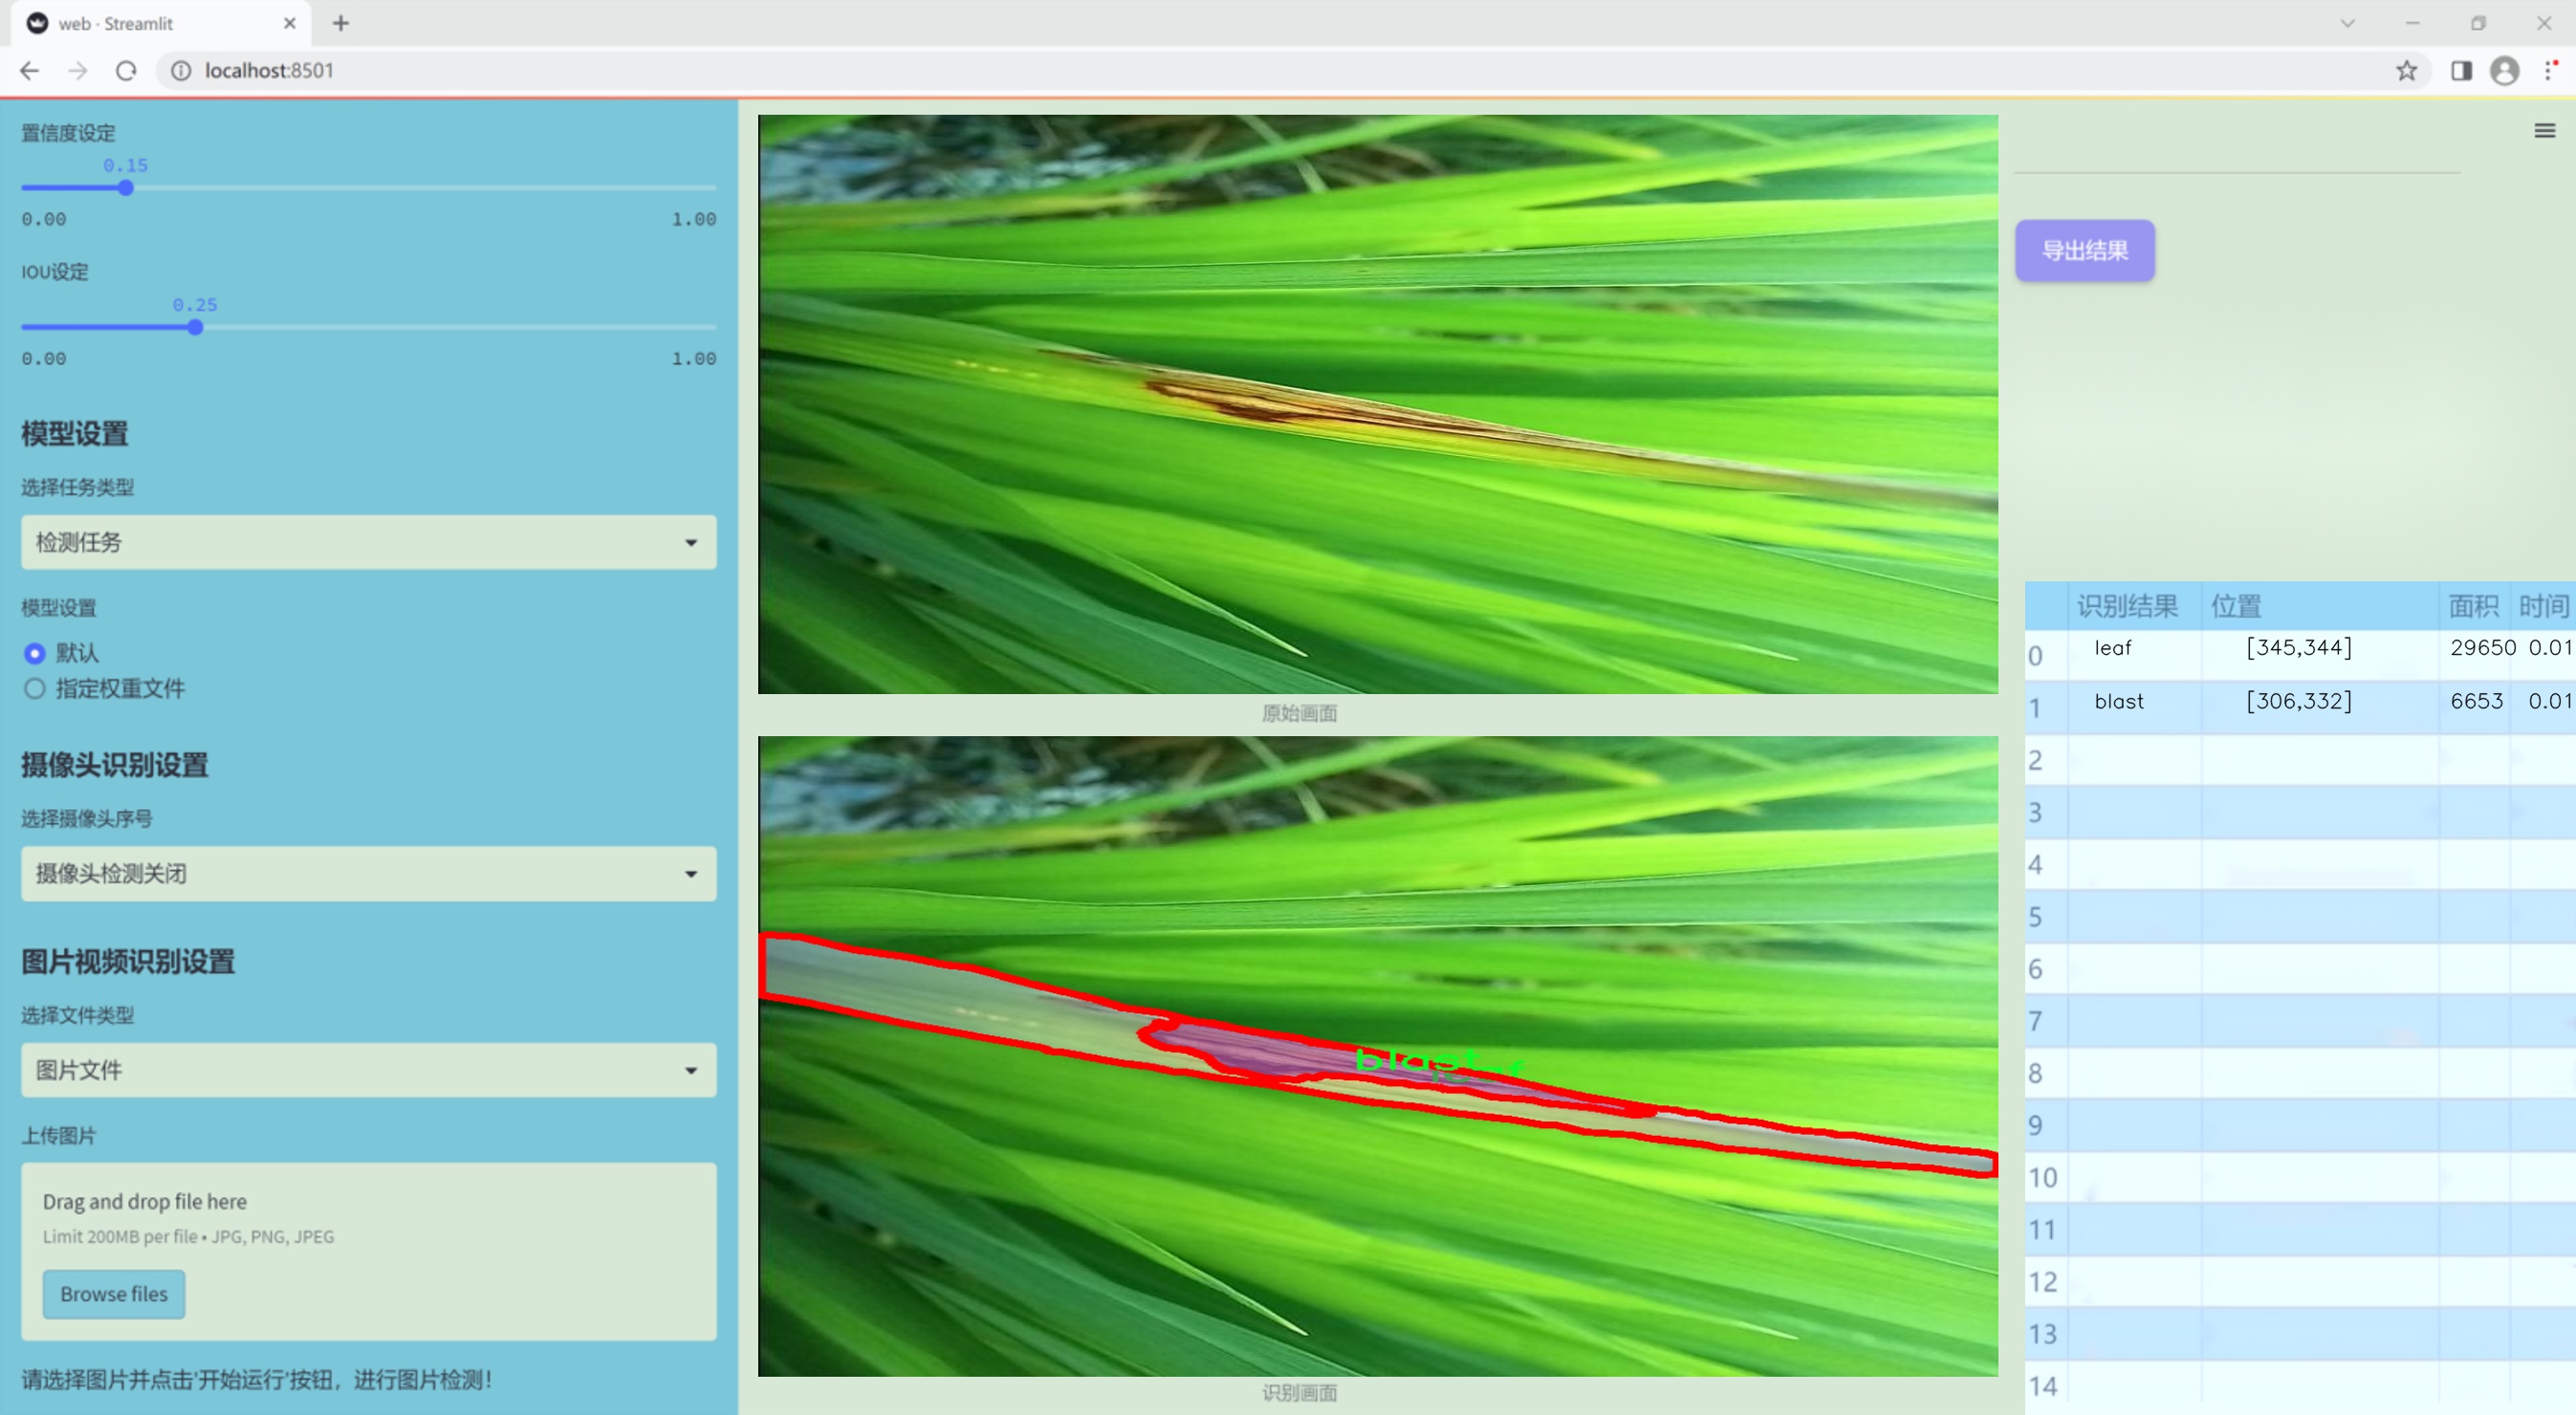 web · Streamlit
localhost:8501
置信度设定
0.15
0.00 1.00
IOU设定
0.25
0.00 1.00
模型设置
选择任务类型
检测任务
模型设置
默认
指定权重文件
摄像头识别设置
选择摄像头序号
摄像头检测关闭
图片视频识别设置
选择文件类型
图片文件
上传图片
Drag and drop file here
Limit 200MB per file • JPG, PNG, JPEG
Browse files
请选择图片并点击'开始运行'按钮，进行图片检测！
原始画面
blast
识别画面
导出结果
识别结果 位置 面积 时间
0 leaf [345,344] 29650 0.01
1 blast [306,332] 6653 0.01
2
3
4
5
6
7
8
9
10
11
12
13
14